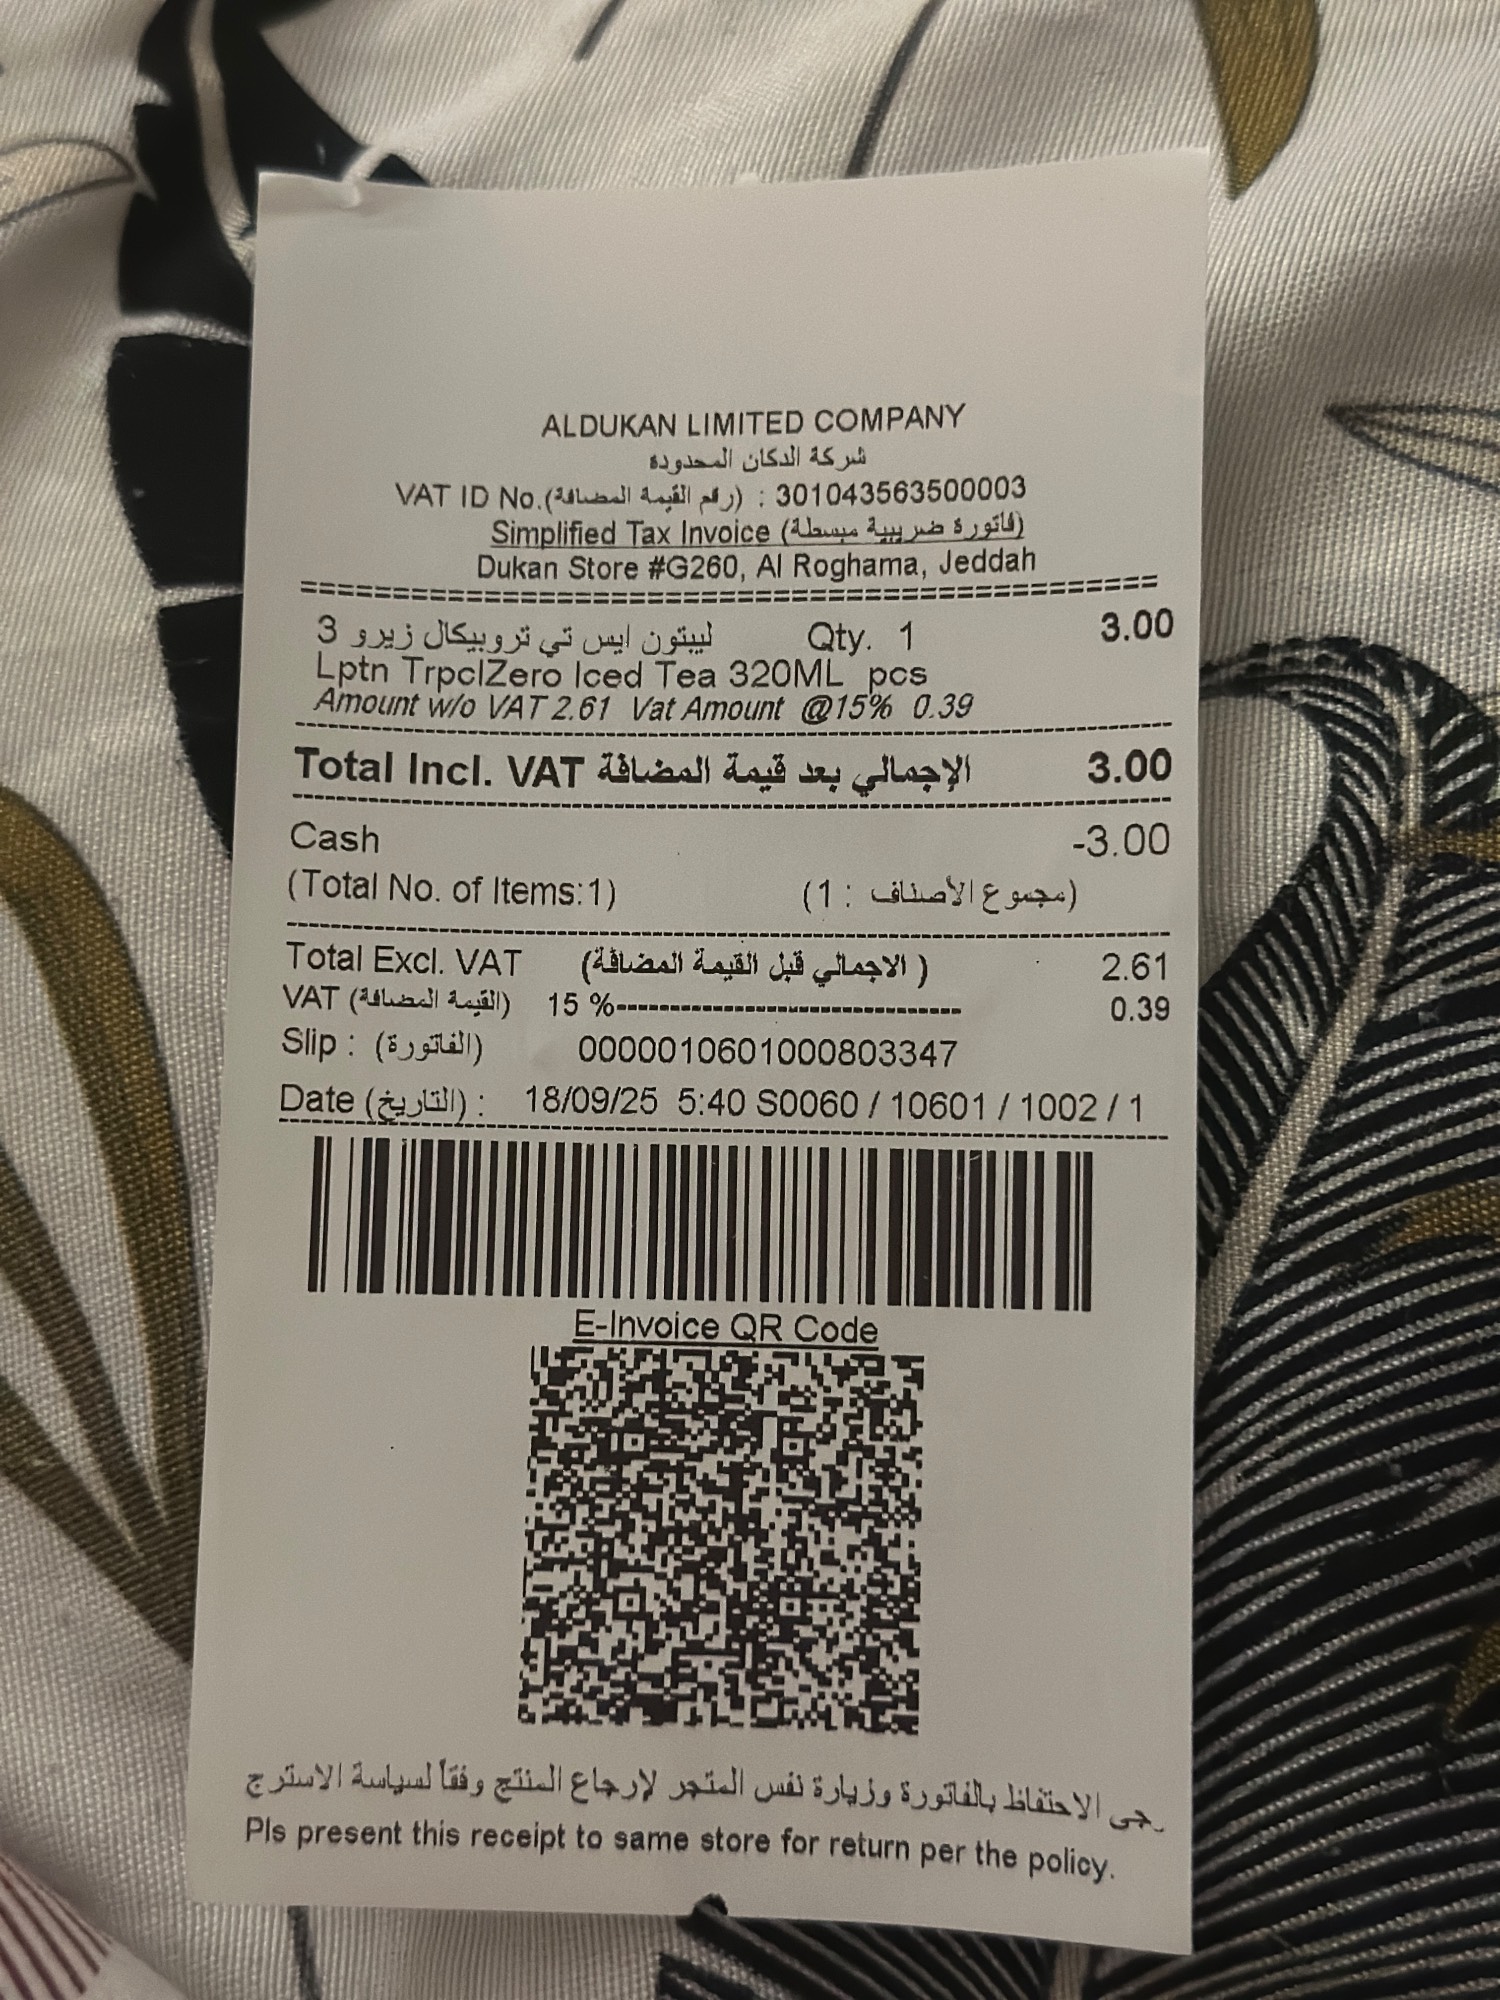 ALDUKAN LIMITED COMPANY
شركة الدكان المحدوده
VAT ID No.(رقم القيمة المضافة) : 301043563500003
Simplified Tax Invoice (فاتورة ضريبية مبسطة)
Dukan Store #G260, Al Roghama, Jeddah
ليبتون ايس تي تروبيكال زيرو 3 Qty. 1 3.00
Lptn TrpclZero Iced Tea 320ML pcs
Amount w/o VAT 2.61 Vat Amount @15% 0.39
Total Incl. VAT الإجمالي بعد قيمة المضافة 3.00
Cash -3.00
(Total No. of Items:1) (مجموع الأصناف : 1)
Total Excl. VAT (الاجمالي قبل القيمة المضافة ) 2.61
VAT (القيمة المضافة) 15 %------------------------------------ 0.39
Slip : (الفاتورة) 0000010601000803347
Date (التاريخ) : 18/09/25 5:40 S0060 / 10601 / 1002 / 1
E-Invoice QR Code
رجى الاحتفاظ بالفاتورة وزيارة نفس المتجر لإرجاع المنتج وفقاً لسياسة الاسترج
Pls present this receipt to same store for return per the policy.